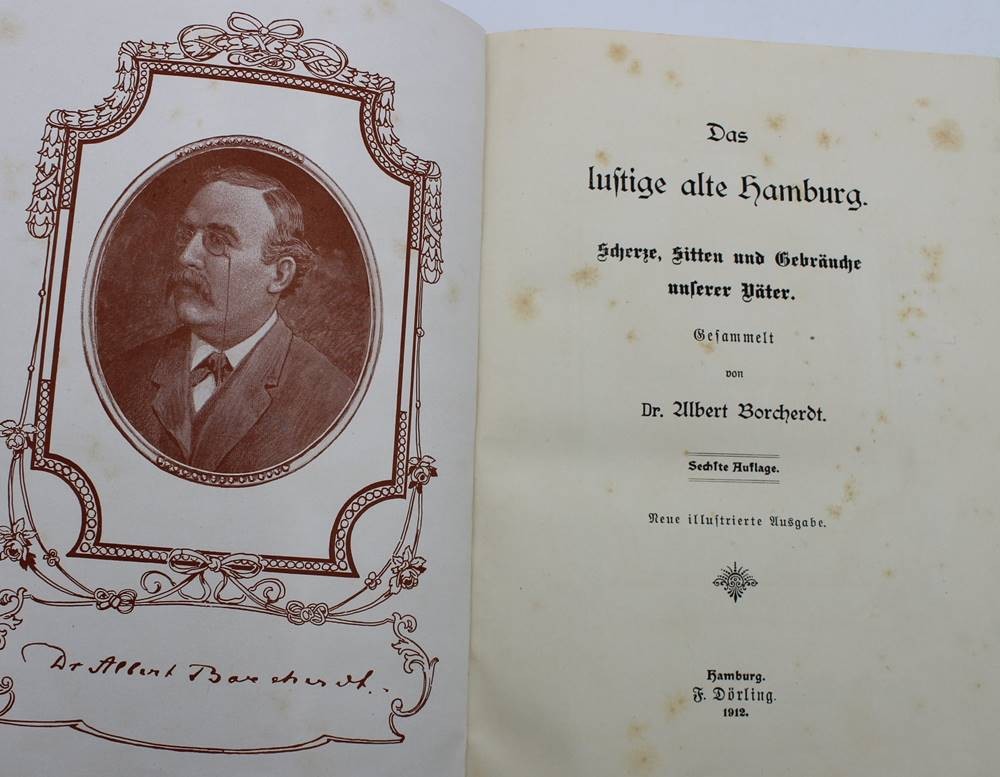 Dr Albert Borcherdt.
Das
luſtige alte Hamburg.
Scherze, Sitten und Gebräuche
unſerer Väter.
Geſammelt
von
Dr. Albert Borcherdt.
Sechſte Auflage.
Neue illuſtrierte Ausgabe.
Hamburg.
F. Dörling.
1912.